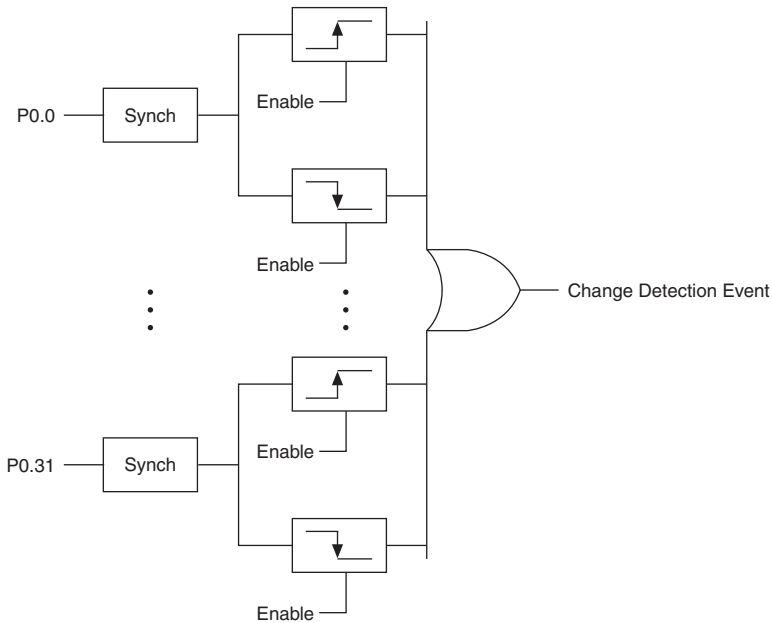 Enable
P0.0
Synch
Enable
Change Detection Event
Enable
P0.31
Synch
Enable